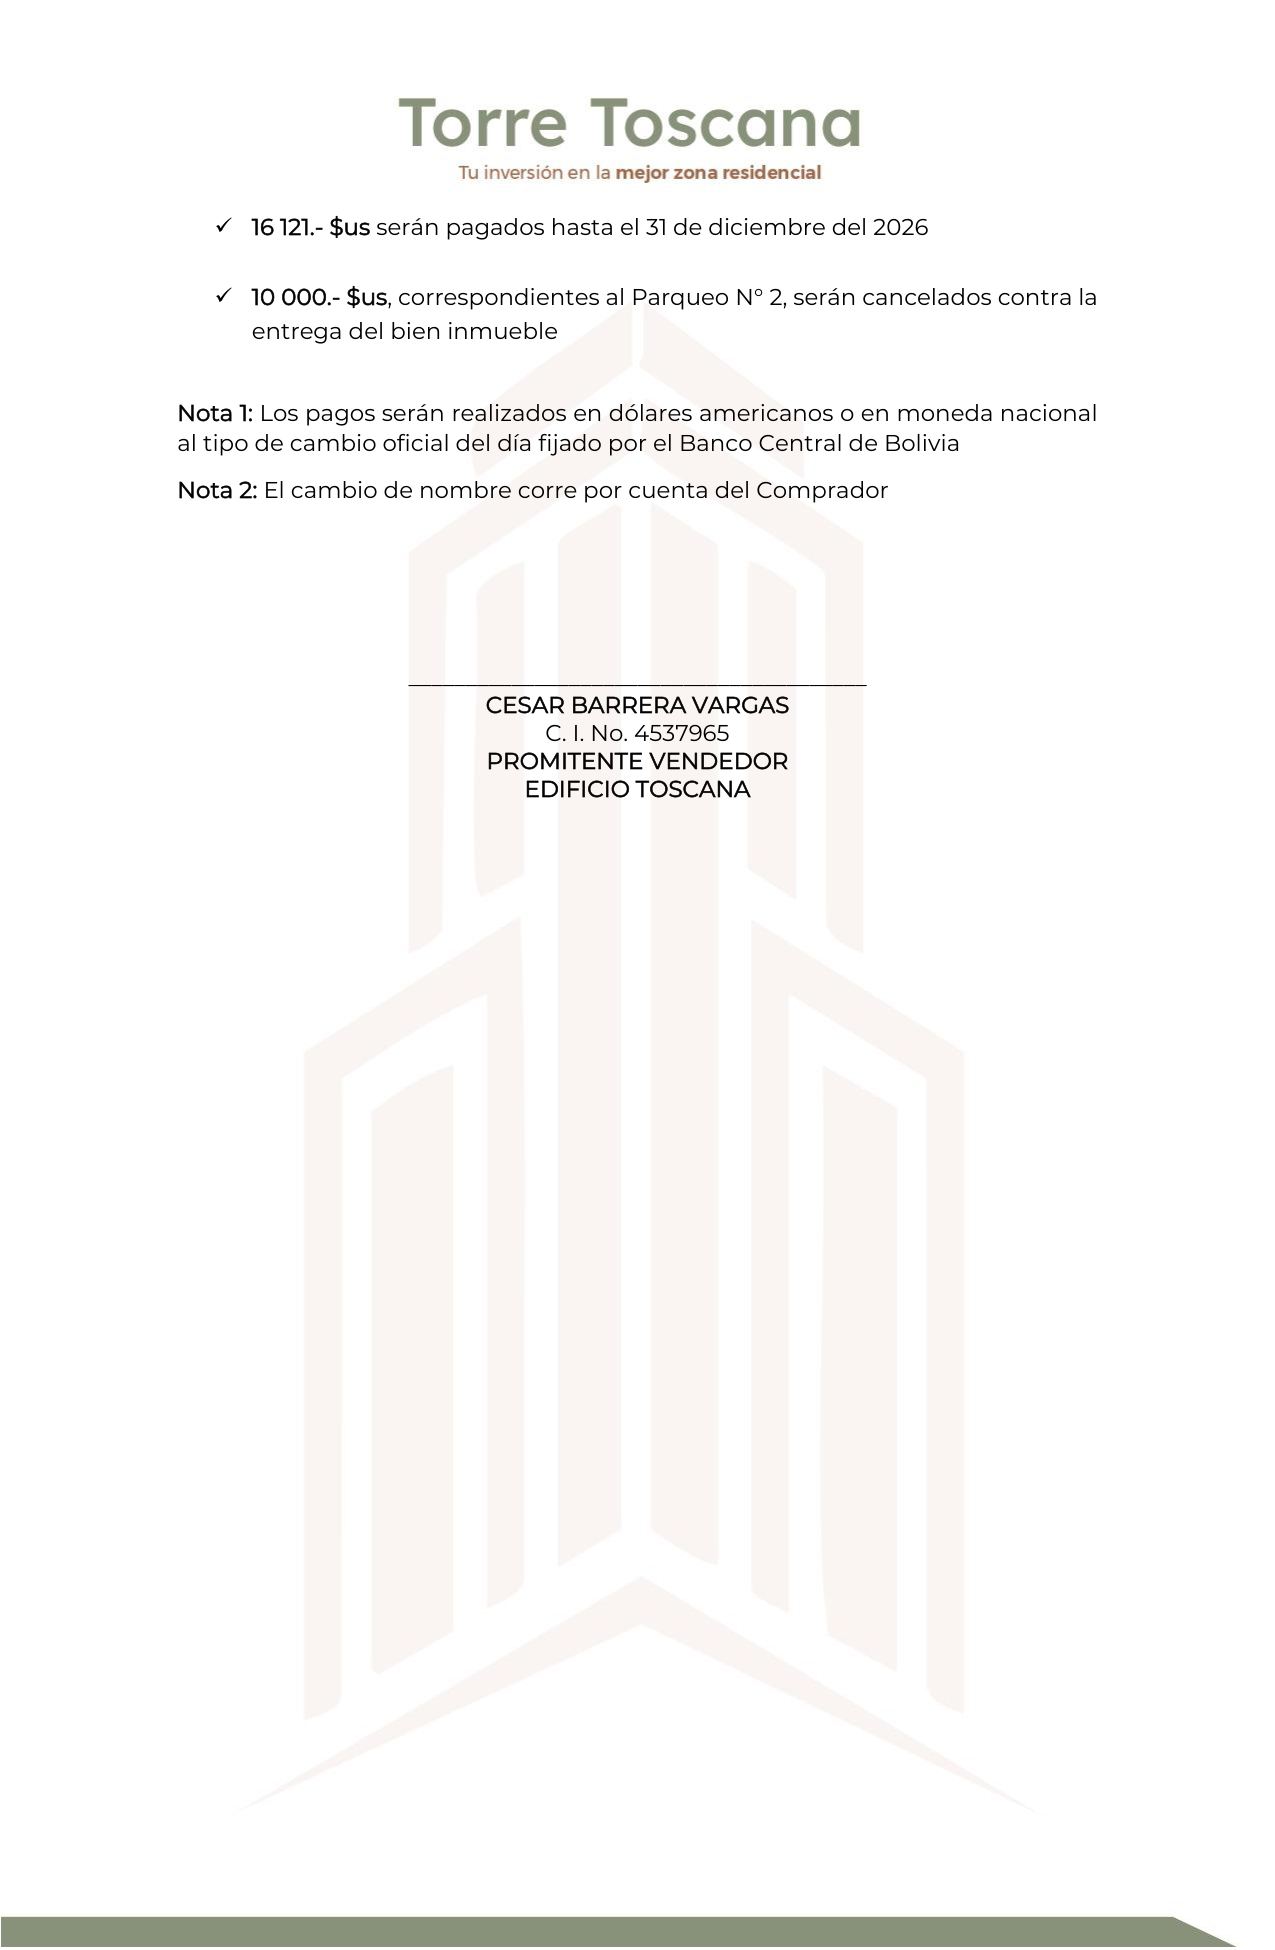 Torre Toscana
Tu inversión en la mejor zona residencial
✓ 16 121.- $us serán pagados hasta el 31 de diciembre del 2026
✓ 10 000.- $us, correspondientes al Parqueo N° 2, serán cancelados contra la
entrega del bien inmueble
Nota 1: Los pagos serán realizados en dólares americanos o en moneda nacional
al tipo de cambio oficial del día fijado por el Banco Central de Bolivia
Nota 2: El cambio de nombre corre por cuenta del Comprador
CESAR BARRERA VARGAS
C. I. No. 4537965
PROMITENTE VENDEDOR
EDIFICIO TOSCANA